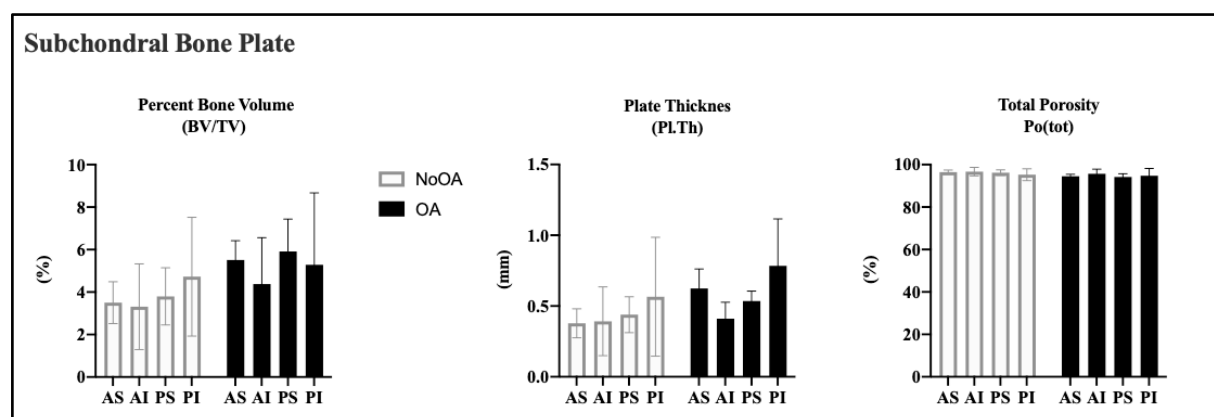 Subchondral Bone Plate
Percent Bone Volume
(BV/TV)
10
8
6
4
2
0
(%)
AS AI PS PI AS AI PS PI
NoOA
OA
Plate Thicknes
(Pl.Th)
1.5
1.0
0.5
0.0
(mm)
AS AI PS PI AS AI PS PI
Total Porosity
Po(tot)
100
80
60
40
20
0
(%)
AS AI PS PI AS AI PS PI